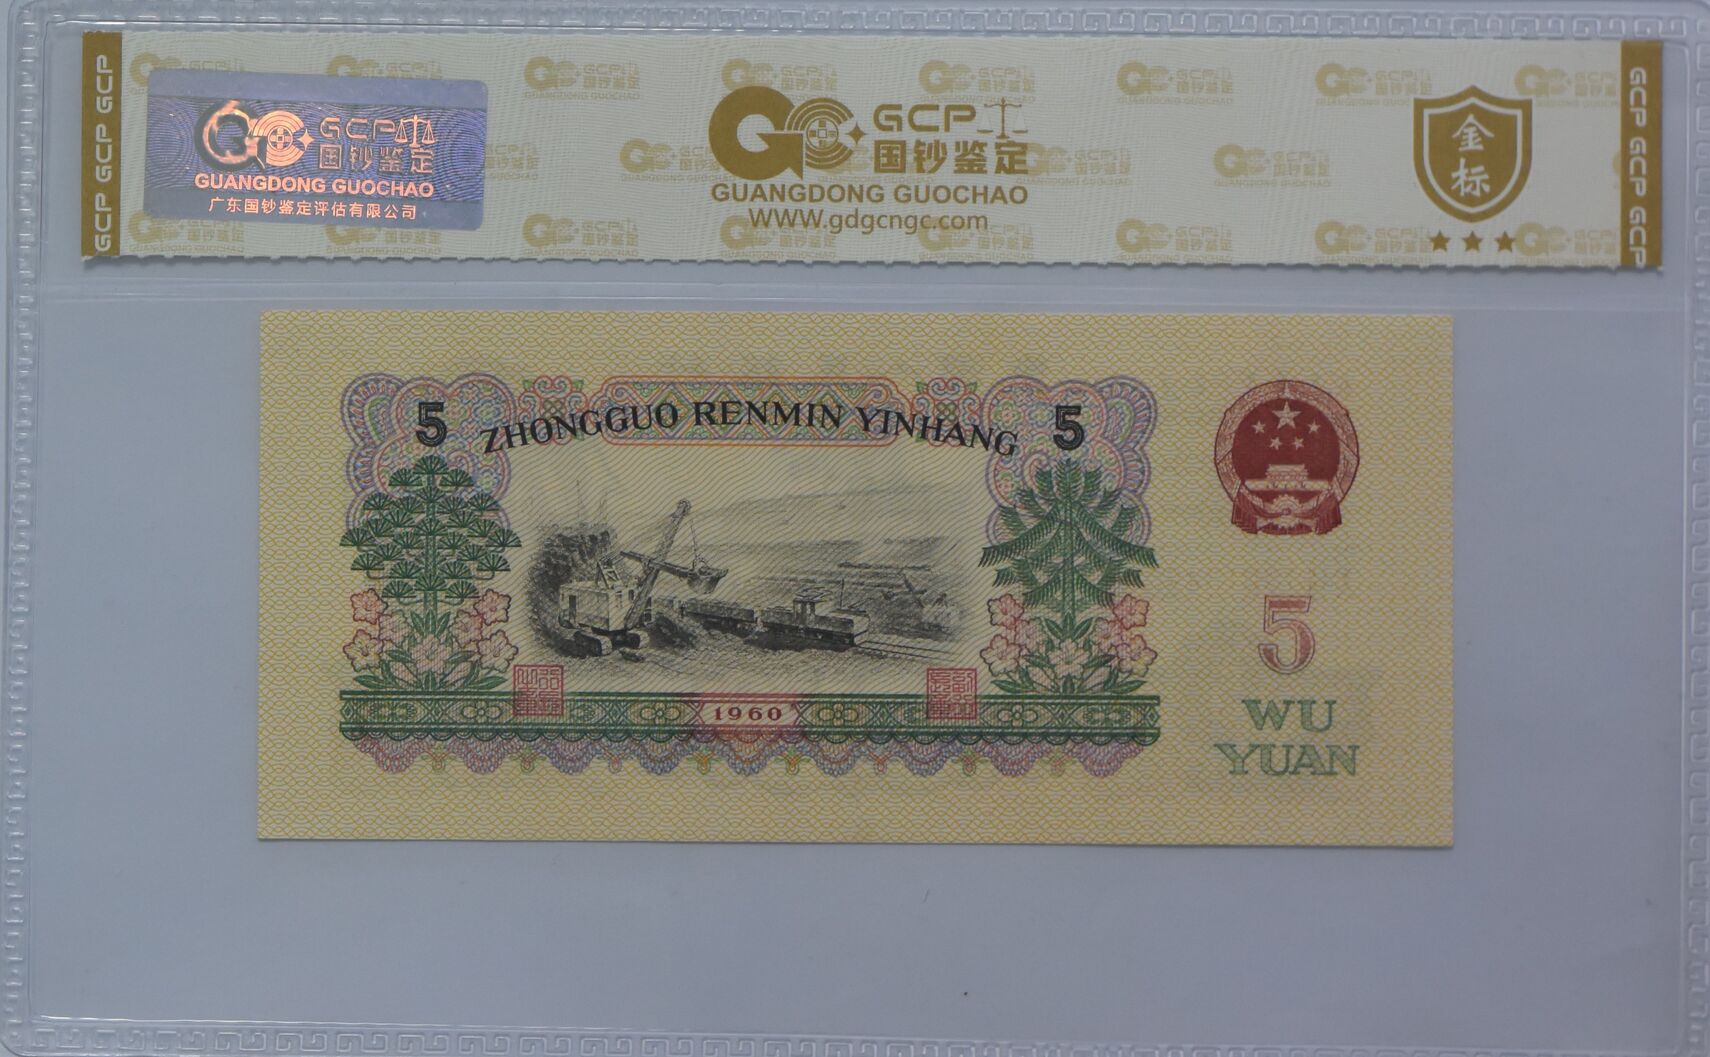 GCP GCP GCP
GCP 国钞鉴定
GUANGDONG GUOCHAO
广东国钞鉴定评估有限公司
GCP
国钞鉴定
GUANGDONG GUOCHAO
WWW.gdgcngc.com
金标
GCP GCP GCP
5 ZHONGGUO RENMIN YINHANG 5
1960
5
WU
YUAN